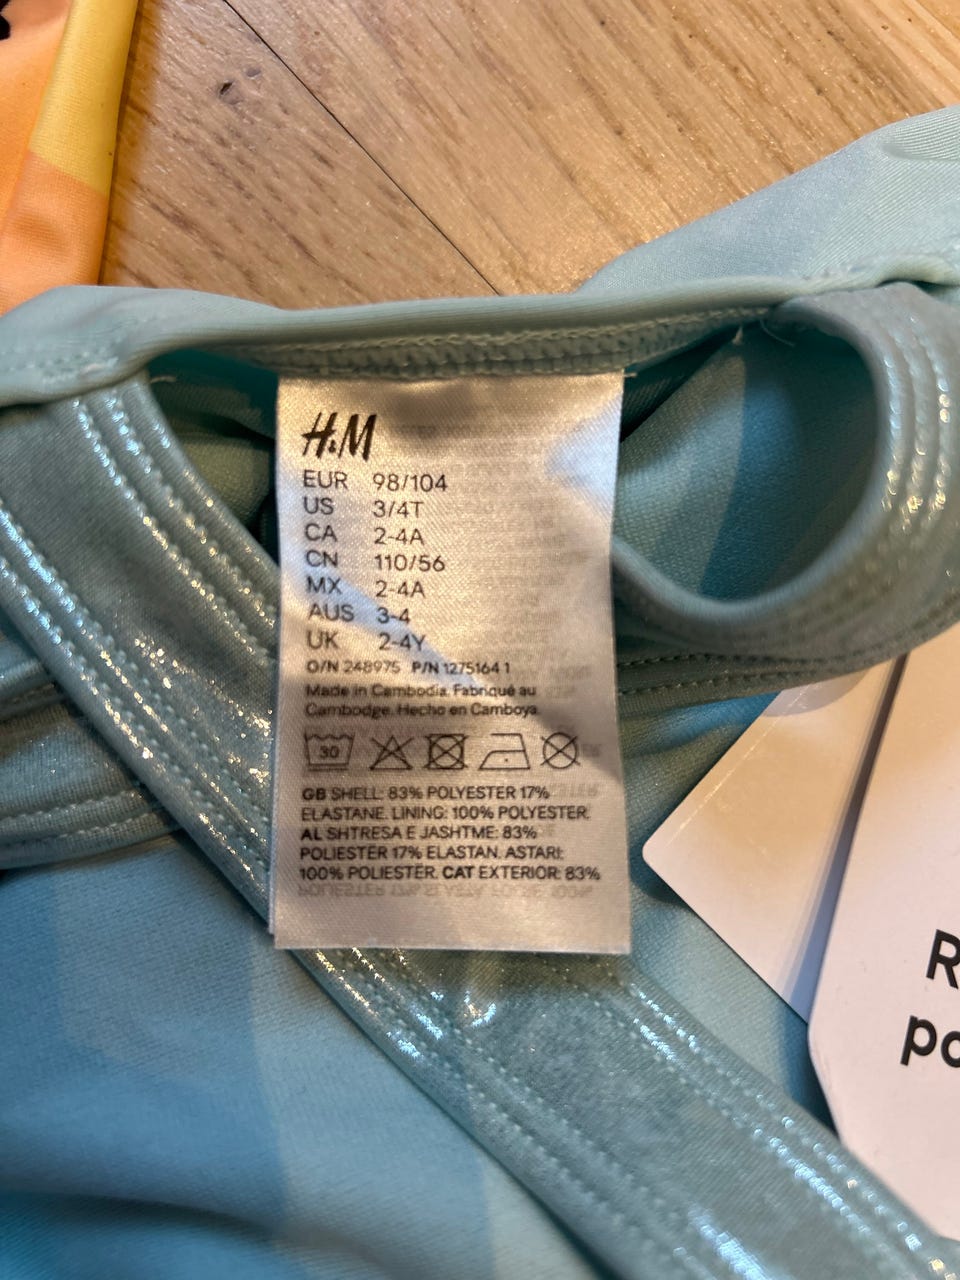 H&M
EUR 98/104
US 3/4T
CA 2-4A
CN 110/56
MX 2-4A
AUS 3-4
UK 2-4Y
O/N 248975 P/N 1275164 1
Made in Cambodia. Fabriqué au
Cambodge. Hecho en Camboya
30
GB SHELL: 83% POLYESTER 17%
ELASTANE. LINING: 100% POLYESTER.
AL SHTRESA E JASHTME: 83%
POLIESTËR 17% ELASTAN. ASTARI:
100% POLIESTËR. CAT EXTERIOR: 83%
R
po